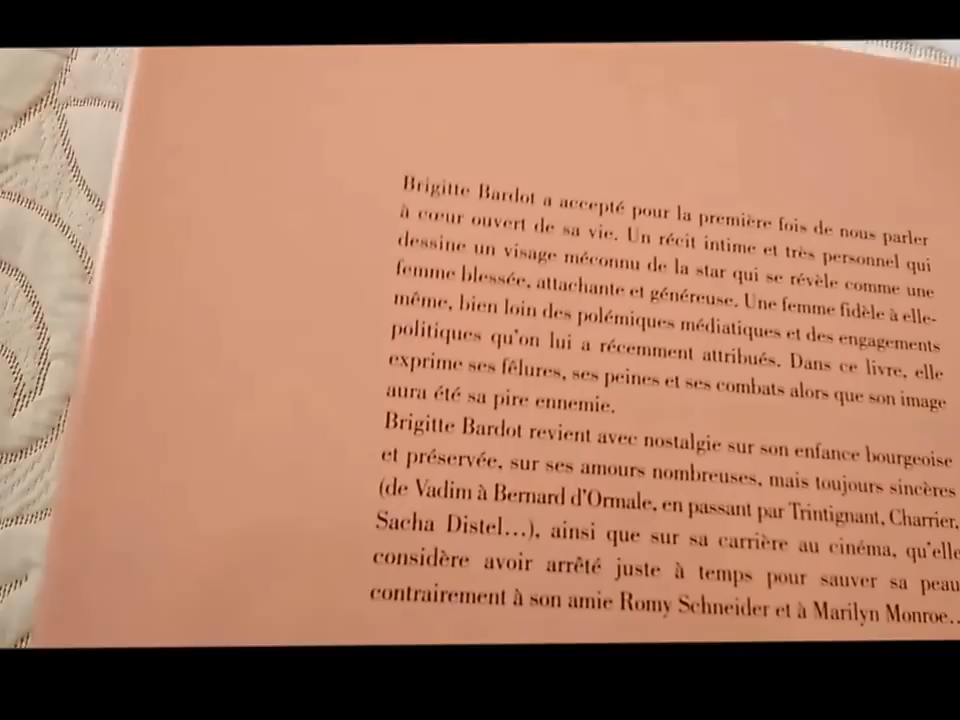 Brigitte Bardot a accepté pour la première fois de nous parler
à cœur ouvert de sa vie. Un récit intime et très personnel qui
dessine un visage méconnu de la star qui se révèle comme une
femme blessée, attachante et généreuse. Une femme fidèle à elle-
même, bien loin des polémiques médiatiques et des engagements
politiques qu'on lui a récemment attribués. Dans ce livre, elle
exprime ses fêlures, ses peines et ses combats alors que son image
aura été sa pire ennemie.
Brigitte Bardot revient avec nostalgie sur son enfance bourgeoise
et préservée, sur ses amours nombreuses, mais toujours sincères
(de Vadim à Bernard d'Ormale, en passant par Trintignant, Charrier,
Sacha Distel...), ainsi que sur sa carrière au cinéma, qu'elle
considère avoir arrêté juste à temps pour sauver sa peau
contrairement à son amie Romy Schneider et à Marilyn Monroe..